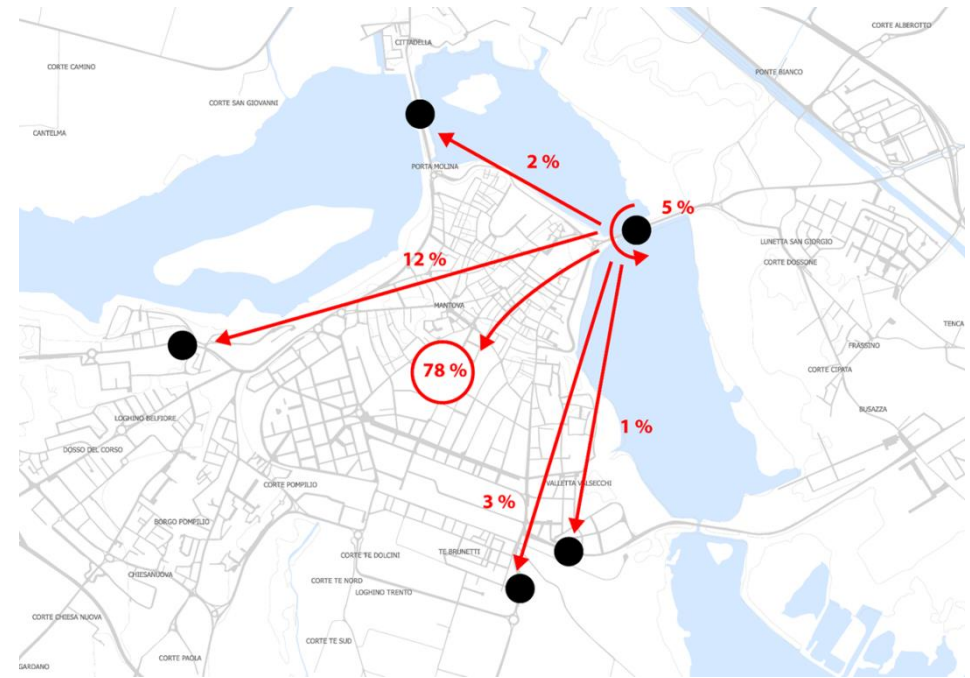 CORTE ALBEROTTO
CITTADELLA
CORTE CAMINO
PONTE BIANCO
CORTE SAN GIOVANNI
CANTELMA
2 %
PORTA MOLINA
5 %
LUNETTA SAN GIORGIO
12 %
CORTE DOSSONE
MANTOVA
TENCA
FRASSINO
78 %
CORTE CIPATA
BUSAZZA
LOGHINO BELFIORE
1 %
DOSSO DEL CORSO
CORTE POMPILIO
VALLETTA VALSECCHI
3 %
BORGO POMPILIO
CORTE TE DOLCINI
TE BRUNETTI
CHIESANUOVA
CORTE TE NORD
LOGHINO TRENTO
CORTE CHIESA NUOVA
CORTE TE SUD
CORTE PAOLA
GARDANO